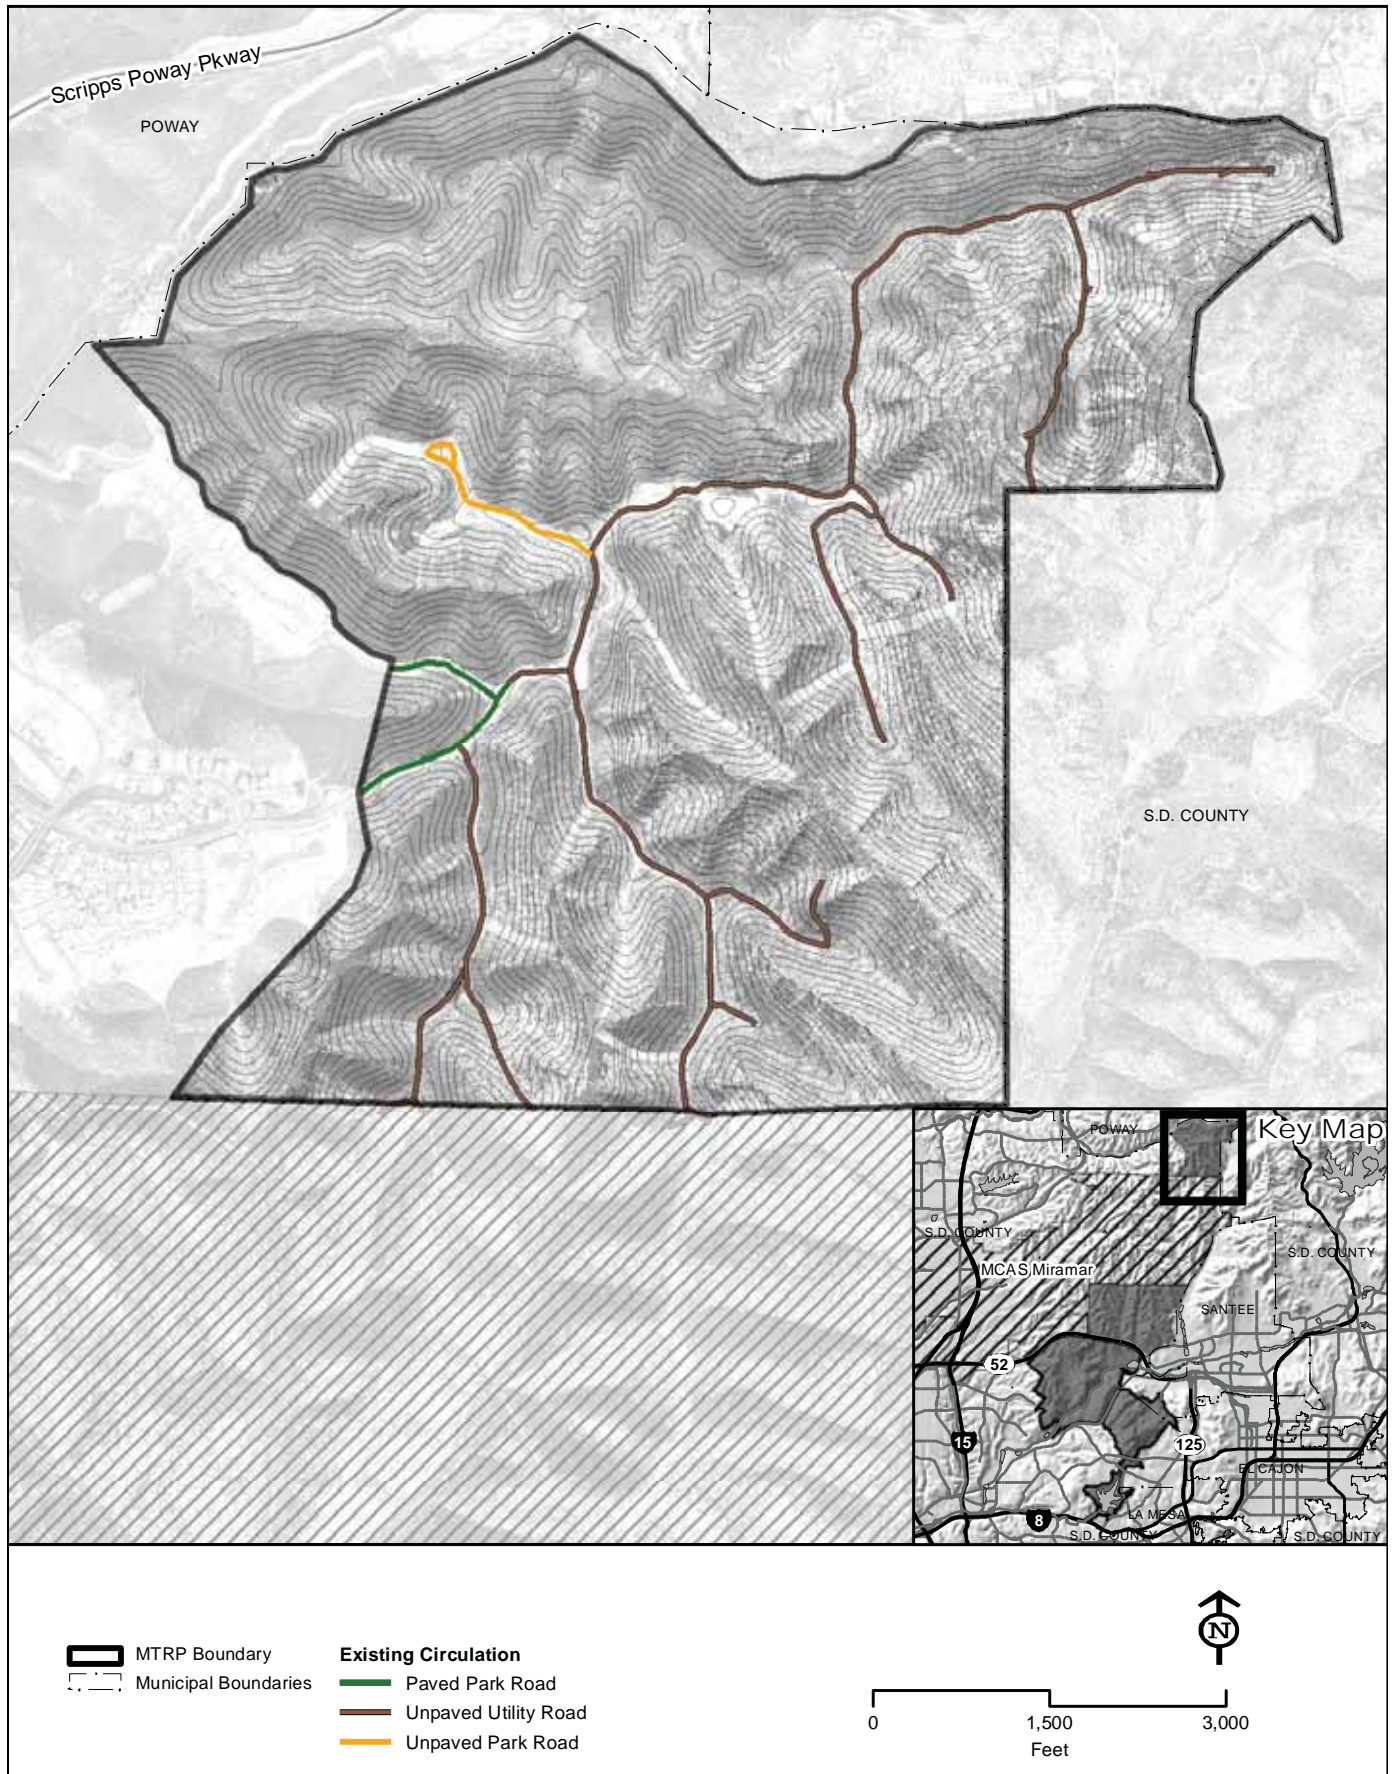 Scripps Poway Pkway
POWAY
S.D. COUNTY
Key Map
POWAY
S.D. COUNTY
S.D. COUNTY
MCAS Miramar
SANTEE
52
15
125
EL CAJON
8
LA MESA
S.D. COUNTY
S.D. COUNTY
MTRP Boundary
Municipal Boundaries
Existing Circulation
Paved Park Road
Unpaved Utility Road
Unpaved Park Road
N
0 1,500 3,000
Feet